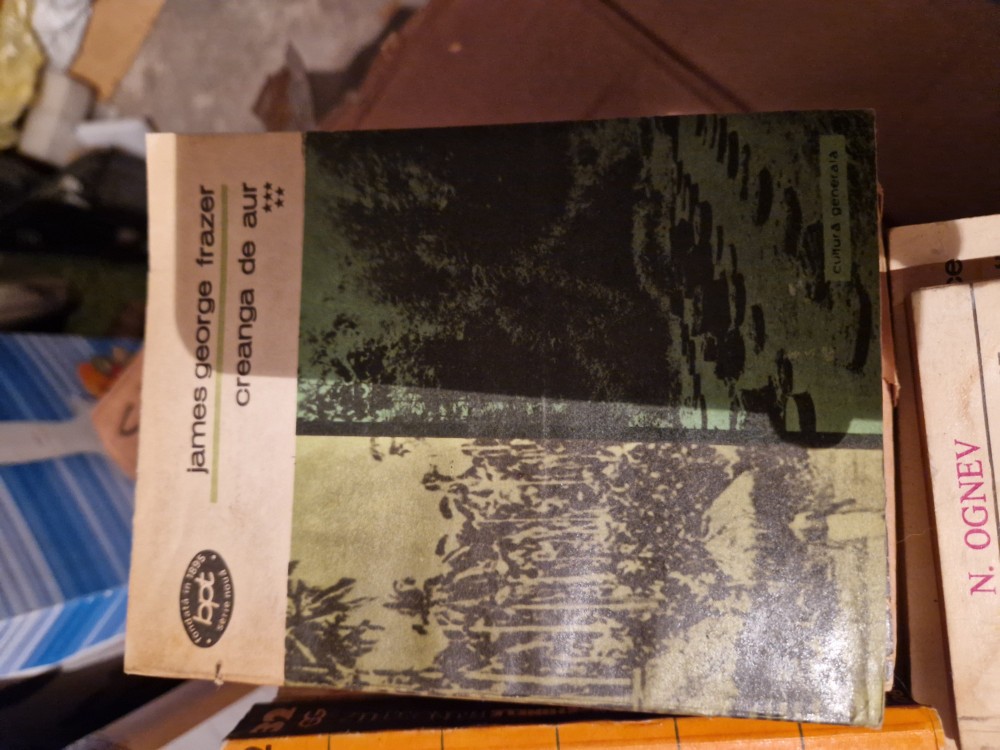 james george frazer
creanga de aur
***
**
fondată în 1895
bpt
serie nouă
cultură generală
N. OGNEV